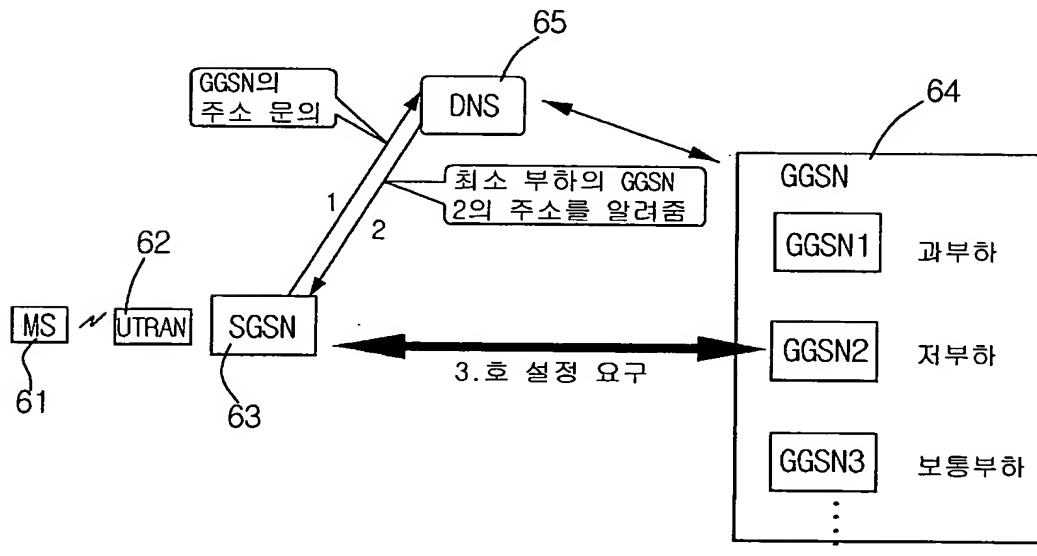 65
GGSN의
주소 문의
DNS
64
GGSN
최소 부하의 GGSN
2의 주소를 알려줌
1
2
GGSN1 과부하
62
MS
UTRAN
SGSN
GGSN2 저부하
3.호 설정 요구
61
63
GGSN3 보통부하